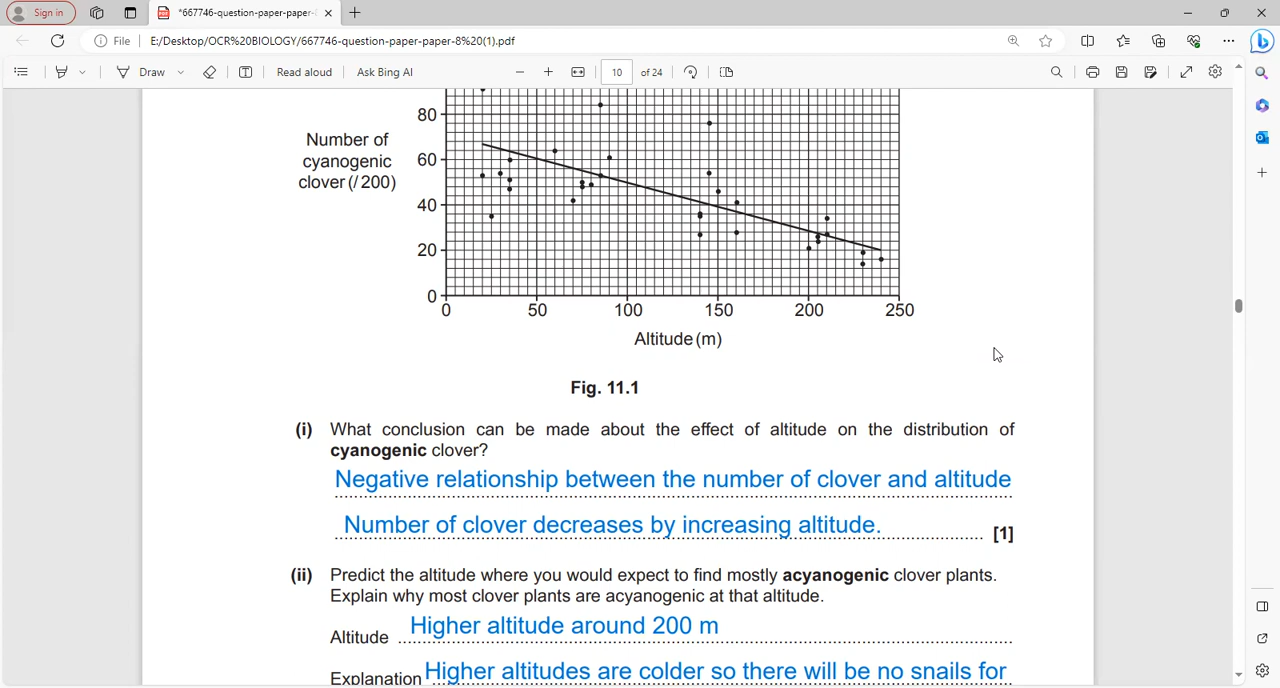 Sign in
*667746-question-paper-paper-8
File E:/Desktop/OCR%20BIOLOGY/667746-question-paper-paper-8%20(1).pdf
Draw Read aloud Ask Bing AI 10 of 24
80
Number of
cyanogenic
clover (/200)
60
40
20
0
0 50 100 150 200 250
Altitude (m)
Fig. 11.1
(i) What conclusion can be made about the effect of altitude on the distribution of
cyanogenic clover?
Negative relationship between the number of clover and altitude
Number of clover decreases by increasing altitude. [1]
(ii) Predict the altitude where you would expect to find mostly acyanogenic clover plants.
Explain why most clover plants are acyanogenic at that altitude.
Altitude Higher altitude around 200 m
Explanation Higher altitudes are colder so there will be no snails for